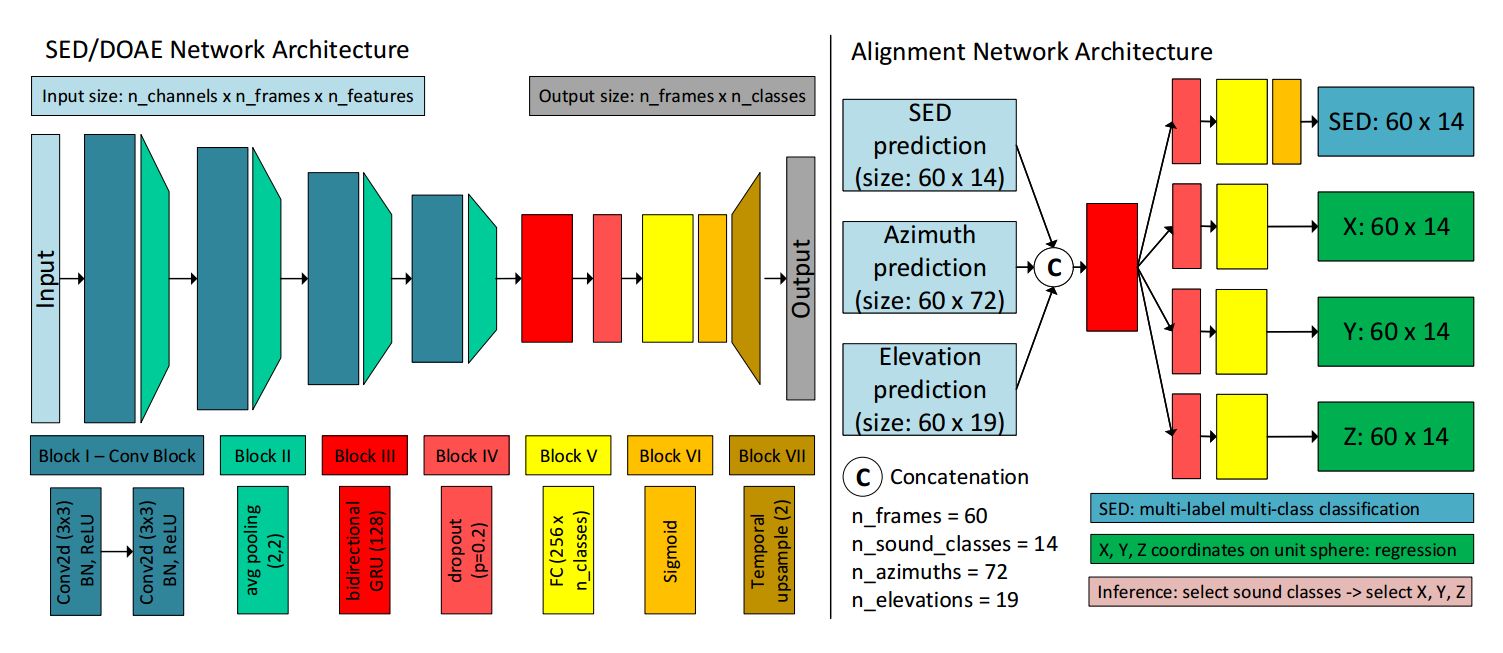 SED/DOAE Network Architecture
Input size: n_channels x n_frames x n_features
Output size: n_frames x n_classes
Input
Output
Block I – Conv Block
Block II
Block III
Block IV
Block V
Block VI
Block VII
Conv2d (3x3)
BN, ReLU
Conv2d (3x3)
BN, ReLU
avg pooling
(2,2)
bidirectional
GRU (128)
dropout
(p=0.2)
FC (256 x
n_classes)
Sigmoid
Temporal
upsample (2)
Alignment Network Architecture
SED
prediction
(size: 60 x 14)
Azimuth
prediction
(size: 60 x 72)
Elevation
prediction
(size: 60 x 19)
C
SED: 60 x 14
X: 60 x 14
Y: 60 x 14
Z: 60 x 14
C Concatenation
n_frames = 60
n_sound_classes = 14
n_azimuths = 72
n_elevations = 19
SED: multi-label multi-class classification
X, Y, Z coordinates on unit sphere: regression
Inference: select sound classes -> select X, Y, Z